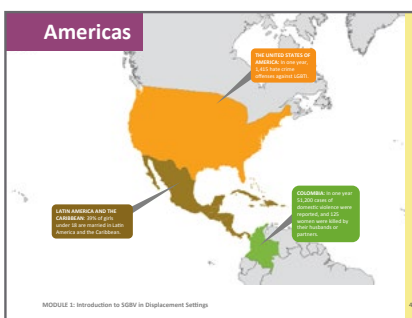 Americas
THE UNITED STATES OF
AMERICA: In one year,
1,415 hate crime
offenses against LGBTI.
LATIN AMERICA AND THE
CARIBBEAN: 29% of girls
under 18 are married in Latin
America and the Caribbean.
COLOMBIA: In one year
51,200 cases of
domestic violence were
reported, and 125
women were killed by
their husbands or
partners.
MODULE 1: Introduction to SGBV in Displacement Settings
4